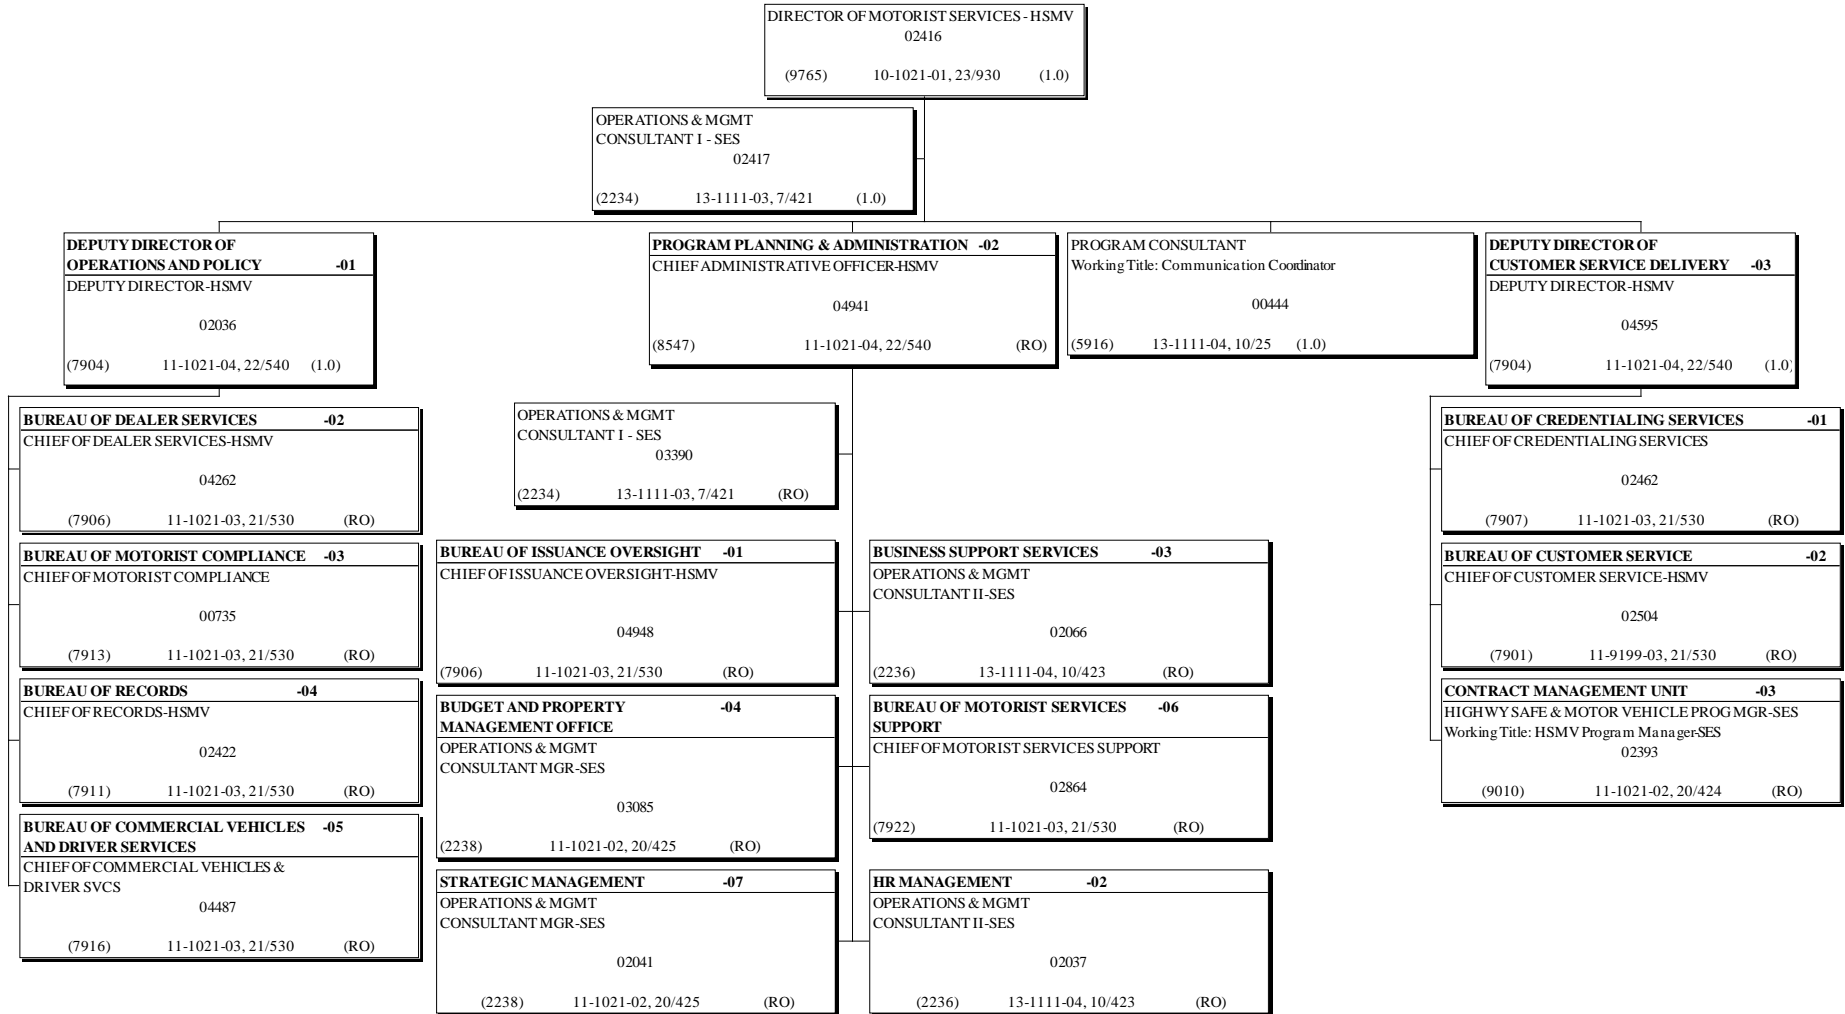 DIRECTOR OF MOTORIST SERVICES - HSMV
02416
(9765) 10-1021-01, 23/930 (1.0)
OPERATIONS & MGMT
CONSULTANT I - SES
02417
(2234) 13-1111-03, 7/421 (1.0)
DEPUTY DIRECTOR OF
OPERATIONS AND POLICY -01
DEPUTY DIRECTOR-HSMV
02036
(7904) 11-1021-04, 22/540 (1.0)
PROGRAM PLANNING & ADMINISTRATION -02
CHIEF ADMINISTRATIVE OFFICER-HSMV
04941
(8547) 11-1021-04, 22/540 (RO)
PROGRAM CONSULTANT
Working Title: Communication Coordinator
00444
(5916) 13-1111-04, 10/25 (1.0)
DEPUTY DIRECTOR OF
CUSTOMER SERVICE DELIVERY -03
DEPUTY DIRECTOR-HSMV
04595
(7904) 11-1021-04, 22/540 (1.0)
BUREAU OF DEALER SERVICES -02
CHIEF OF DEALER SERVICES-HSMV
04262
(7906) 11-1021-03, 21/530 (RO)
BUREAU OF MOTORIST COMPLIANCE -03
CHIEF OF MOTORIST COMPLIANCE
00735
(7913) 11-1021-03, 21/530 (RO)
BUREAU OF RECORDS -04
CHIEF OF RECORDS-HSMV
02422
(7911) 11-1021-03, 21/530 (RO)
BUREAU OF COMMERCIAL VEHICLES -05
AND DRIVER SERVICES
CHIEF OF COMMERCIAL VEHICLES &
DRIVER SVCS
04487
(7916) 11-1021-03, 21/530 (RO)
OPERATIONS & MGMT
CONSULTANT I - SES
03390
(2234) 13-1111-03, 7/421 (RO)
BUREAU OF ISSUANCE OVERSIGHT -01
CHIEF OF ISSUANCE OVERSIGHT-HSMV
04948
(7906) 11-1021-03, 21/530 (RO)
BUSINESS SUPPORT SERVICES -03
OPERATIONS & MGMT
CONSULTANT II-SES
02066
(2236) 13-1111-04, 10/423 (RO)
BUDGET AND PROPERTY -04
MANAGEMENT OFFICE
OPERATIONS & MGMT
CONSULTANT MGR-SES
03085
(2238) 11-1021-02, 20/425 (RO)
BUREAU OF MOTORIST SERVICES -06
SUPPORT
CHIEF OF MOTORIST SERVICES SUPPORT
02864
(7922) 11-1021-03, 21/530 (RO)
STRATEGIC MANAGEMENT -07
OPERATIONS & MGMT
CONSULTANT MGR-SES
02041
(2238) 11-1021-02, 20/425 (RO)
HR MANAGEMENT -02
OPERATIONS & MGMT
CONSULTANT II-SES
02037
(2236) 13-1111-04, 10/423 (RO)
BUREAU OF CREDENTIALING SERVICES -01
CHIEF OF CREDENTIALING SERVICES
02462
(7907) 11-1021-03, 21/530 (RO)
BUREAU OF CUSTOMER SERVICE -02
CHIEF OF CUSTOMER SERVICE-HSMV
02504
(7901) 11-9199-03, 21/530 (RO)
CONTRACT MANAGEMENT UNIT -03
HIGHWY SAFE & MOTOR VEHICLE PROG MGR-SES
Working Title: HSMV Program Manager-SES
02393
(9010) 11-1021-02, 20/424 (RO)